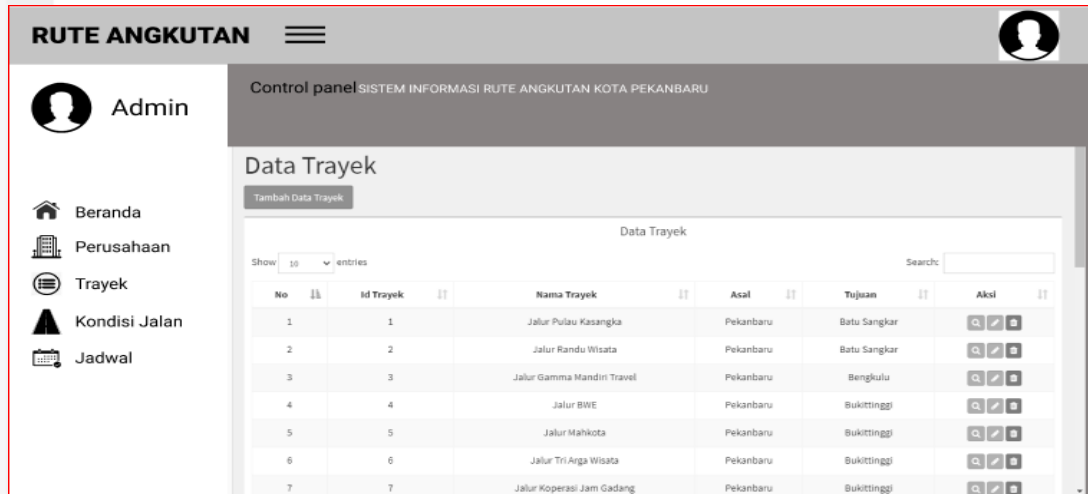 RUTE ANGKUTAN
Admin
Control panel SISTEM INFORMASI RUTE ANGKUTAN KOTA PEKANBARU
Beranda
Perusahaan
Trayek
Kondisi Jalan
Jadwal
Data Trayek
Tambah Data Trayek
Data Trayek
Show 10 entries Search:
No Id Trayek Nama Trayek Asal Tujuan Aksi
1 1 Jalur Pulau Kasangka Pekanbaru Batu Sangkar
2 2 Jalur Randu Wisata Pekanbaru Batu Sangkar
3 3 Jalur Gamma Mandiri Travel Pekanbaru Bengkulu
4 4 Jalur BWE Pekanbaru Bukittinggi
5 5 Jalur Mahkota Pekanbaru Bukittinggi
6 6 Jalur Tri Arga Wisata Pekanbaru Bukittinggi
7 7 Jalur Koperasi Jam Gadang Pekanbaru Bukittinggi